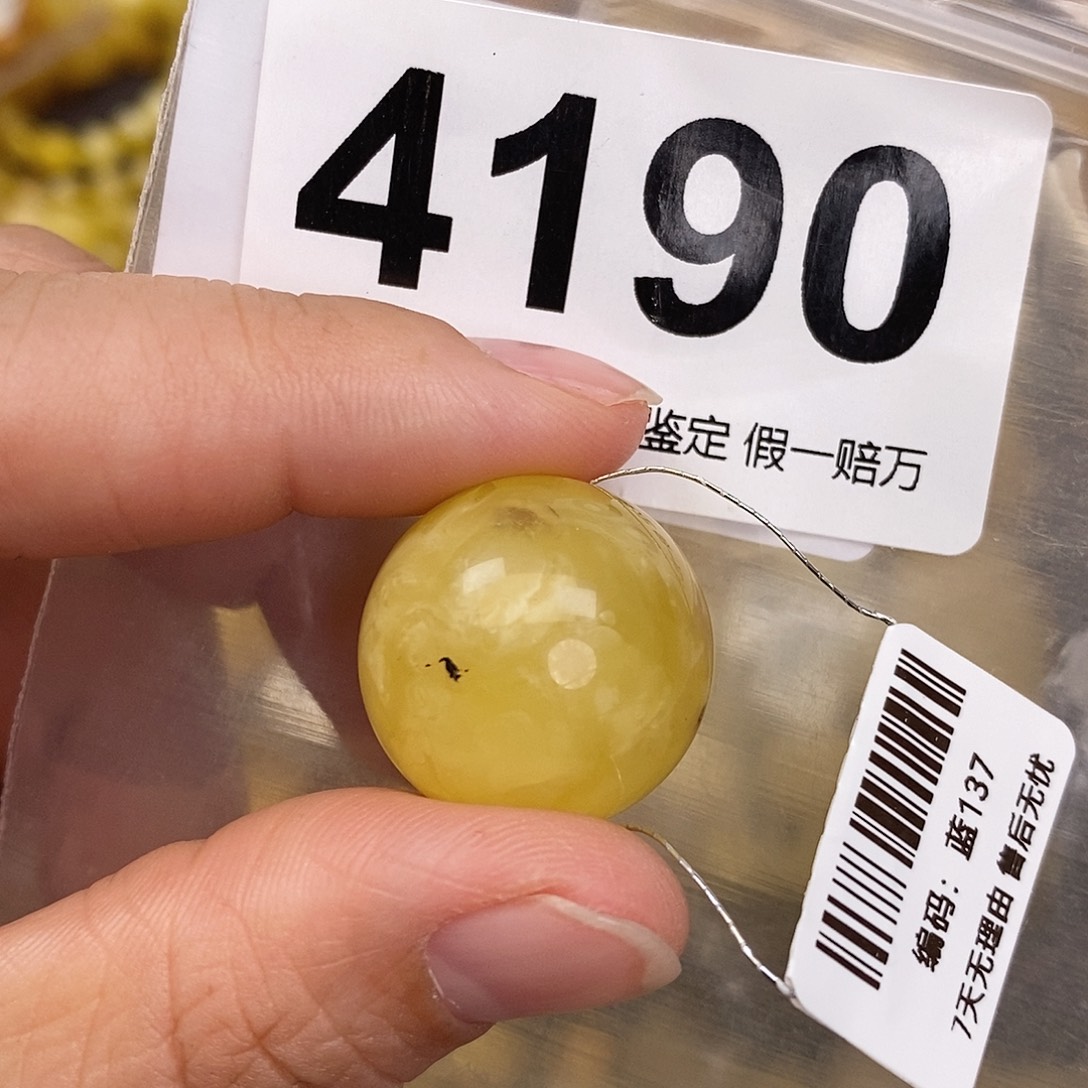 4190
鉴定 假一赔万
编码：蓝137
7天无理由 售后无忧